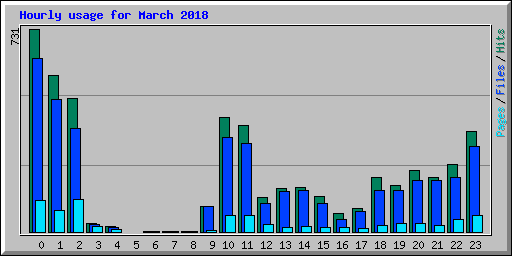 Hourly usage for March 2018
731
Pages/Files/Hits
0 1 2 3 4 5 6 7 8 9 10 11 12 13 14 15 16 17 18 19 20 21 22 23